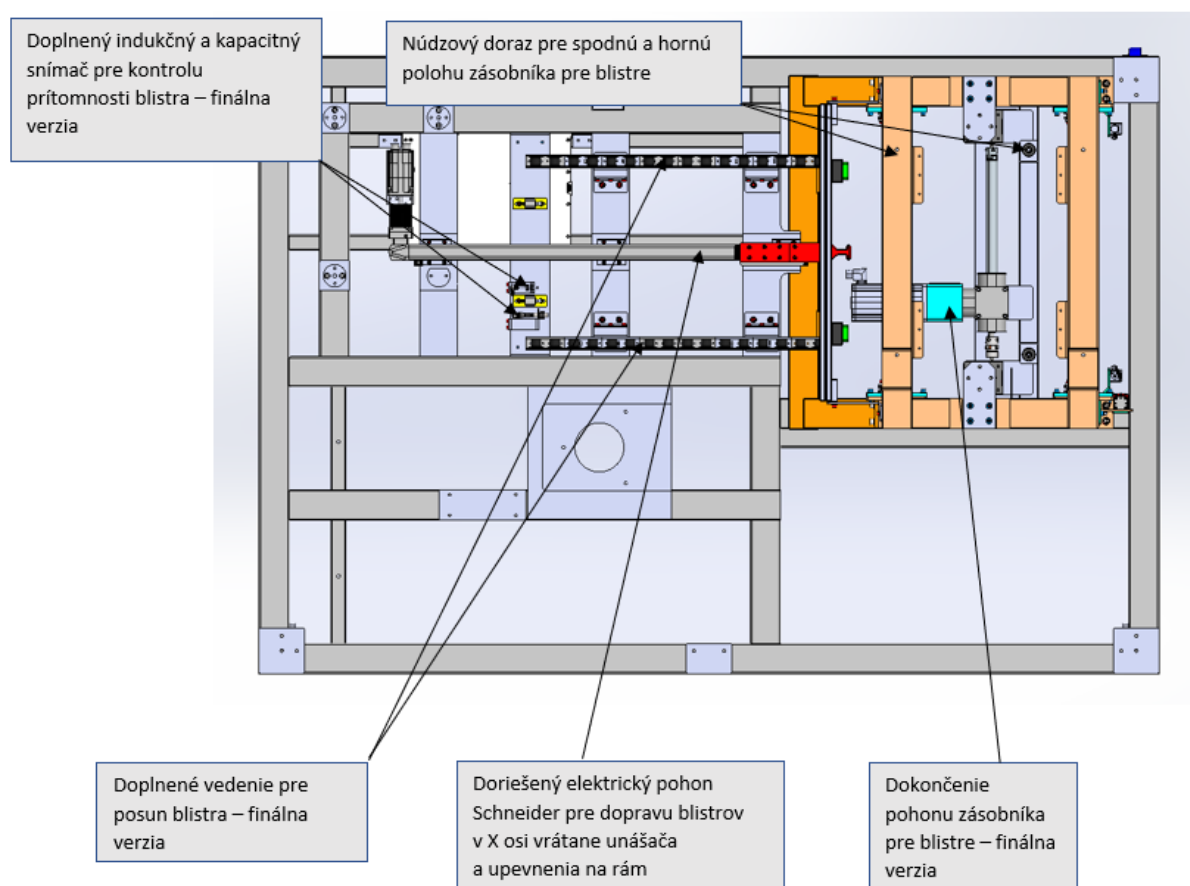 Doplnený indukčný a kapacitný
snímač pre kontrolu
prítomnosti blistra – finálna
verzia
Núdzový doraz pre spodnú a hornú
polohu zásobníka pre blistre
Doplnené vedenie pre
posun blistra – finálna
verzia
Doriešený elektrický pohon
Schneider pre dopravu blistrov
v X osi vrátane unášača
a upevnenia na rám
Dokončenie
pohonu zásobníka
pre blistre – finálna
verzia